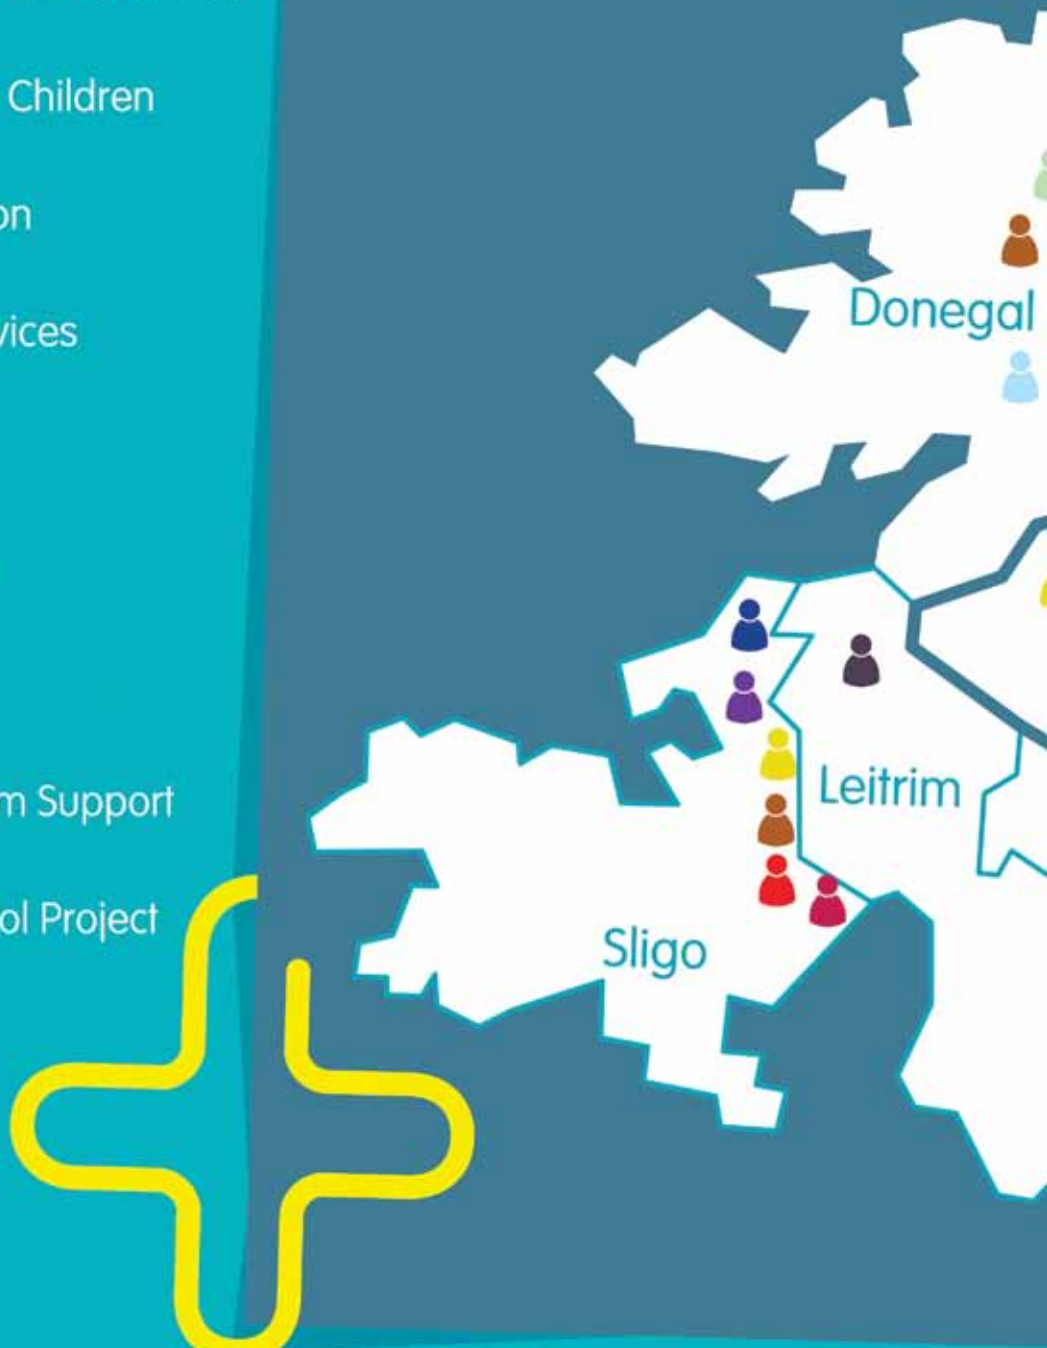 Children
on
vices
m Support
ol Project
Donegal
Leitrim
Sligo